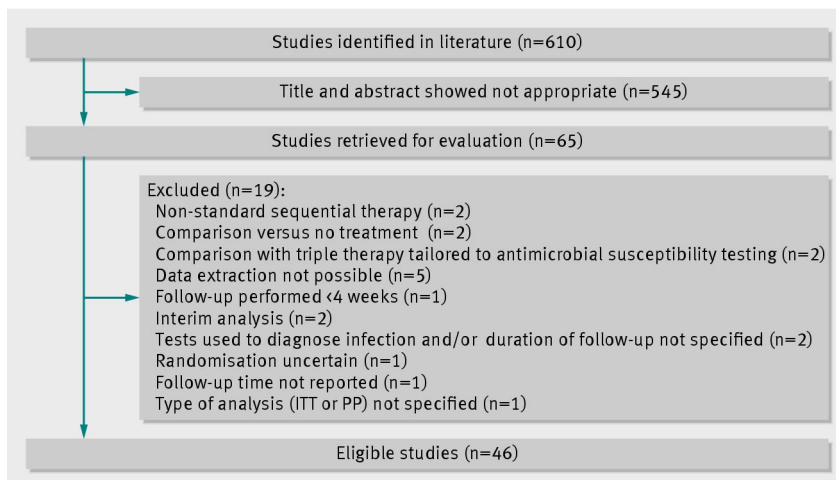 Studies identified in literature (n=610)
Title and abstract showed not appropriate (n=545)
Studies retrieved for evaluation (n=65)
Excluded (n=19):
Non-standard sequential therapy (n=2)
Comparison versus no treatment (n=2)
Comparison with triple therapy tailored to antimicrobial susceptibility testing (n=2)
Data extraction not possible (n=5)
Follow-up performed <4 weeks (n=1)
Interim analysis (n=2)
Tests used to diagnose infection and/or duration of follow-up not specified (n=2)
Randomisation uncertain (n=1)
Follow-up time not reported (n=1)
Type of analysis (ITT or PP) not specified (n=1)
Eligible studies (n=46)